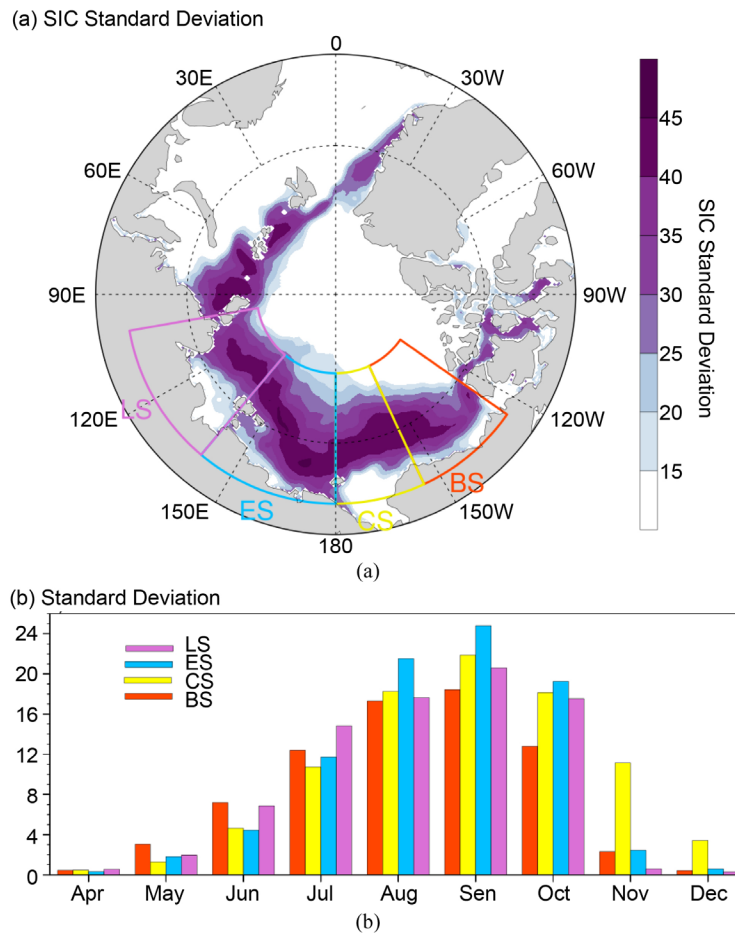 (a) SIC Standard Deviation
0
30E
30W
60E
60W
90E
90W
120E
120W
150E
150W
180
LS
ES
CS
BS
45
40
35
30
25
20
15
SIC Standard Deviation
(a)
(b) Standard Deviation
24
20
16
12
8
4
0
LS
ES
CS
BS
Apr May Jun Jul Aug Sen Oct Nov Dec
(b)